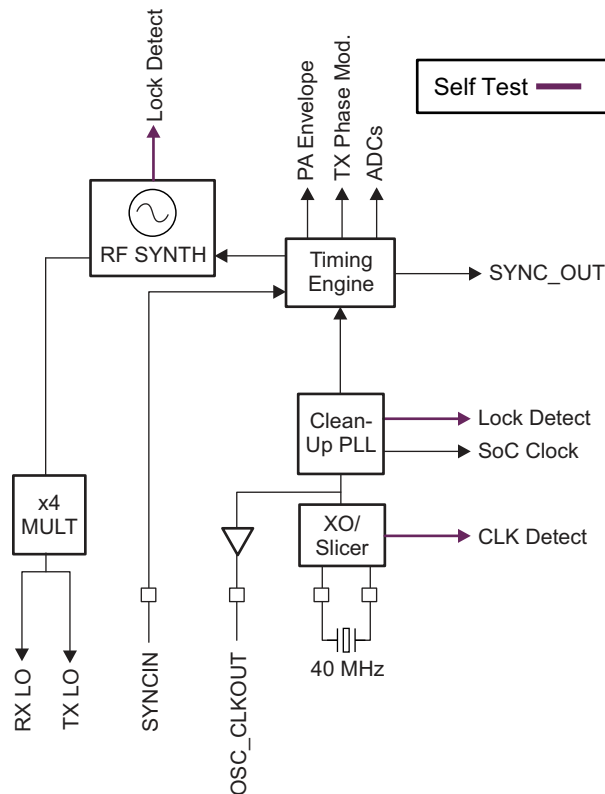 Lock Detect
PA Envelope
TX Phase Mod.
ADCs
Self Test
RF SYNTH
Timing
Engine
SYNC_OUT
Clean-
Up PLL
Lock Detect
SoC Clock
x4
MULT
XO/
Slicer
CLK Detect
RX LO
TX LO
SYNCIN
OSC_CLKOUT
40 MHz